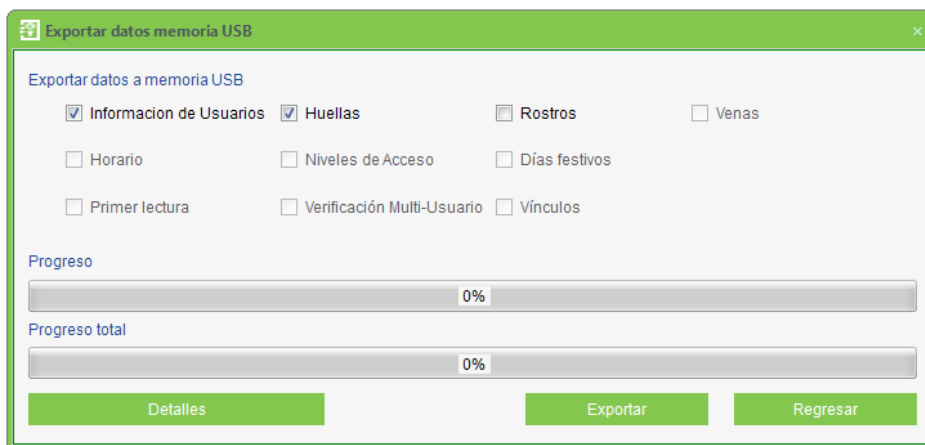 Exportar datos memoria USB
Exportar datos a memoria USB
Informacion de Usuarios Huellas Rostros Venas
Horario Niveles de Acceso Días festivos
Primer lectura Verificación Multi-Usuario Vínculos
Progreso
0%
Progreso total
0%
Detalles Exportar Regresar